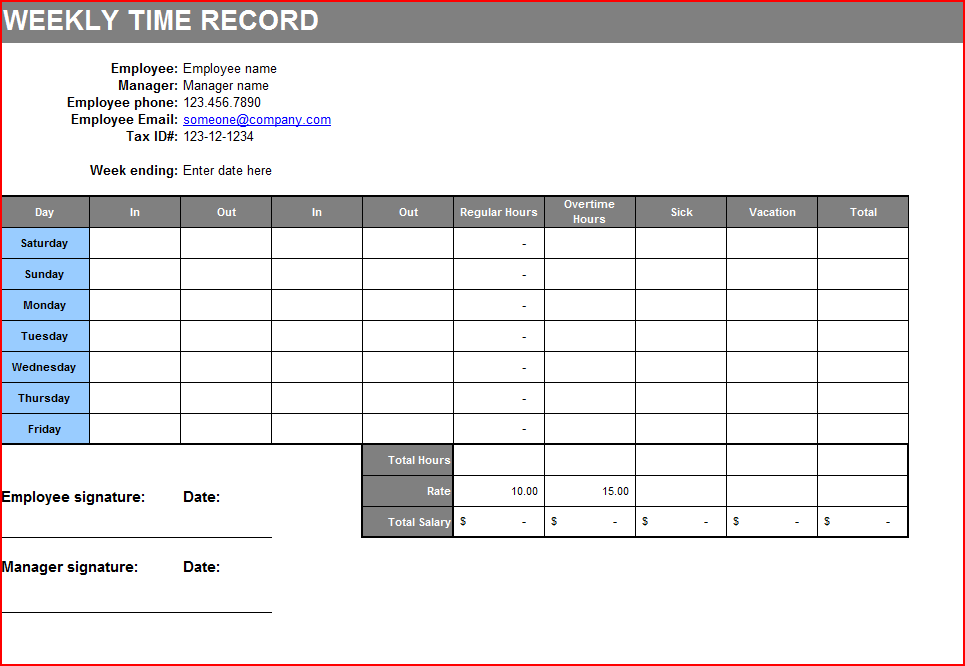 WEEKLY TIME RECORD
Employee: Employee name
Manager: Manager name
Employee phone: 123.456.7890
Employee Email: someone@company.com
Tax ID#: 123-12-1234
Week ending: Enter date here
Day In Out In Out Regular Hours Overtime Hours Sick Vacation Total
Saturday -
Sunday -
Monday -
Tuesday -
Wednesday -
Thursday -
Friday -
Total Hours
Rate 10.00 15.00
Total Salary $ - $ - $ - $ - $ -
Employee signature: Date:
Manager signature: Date: